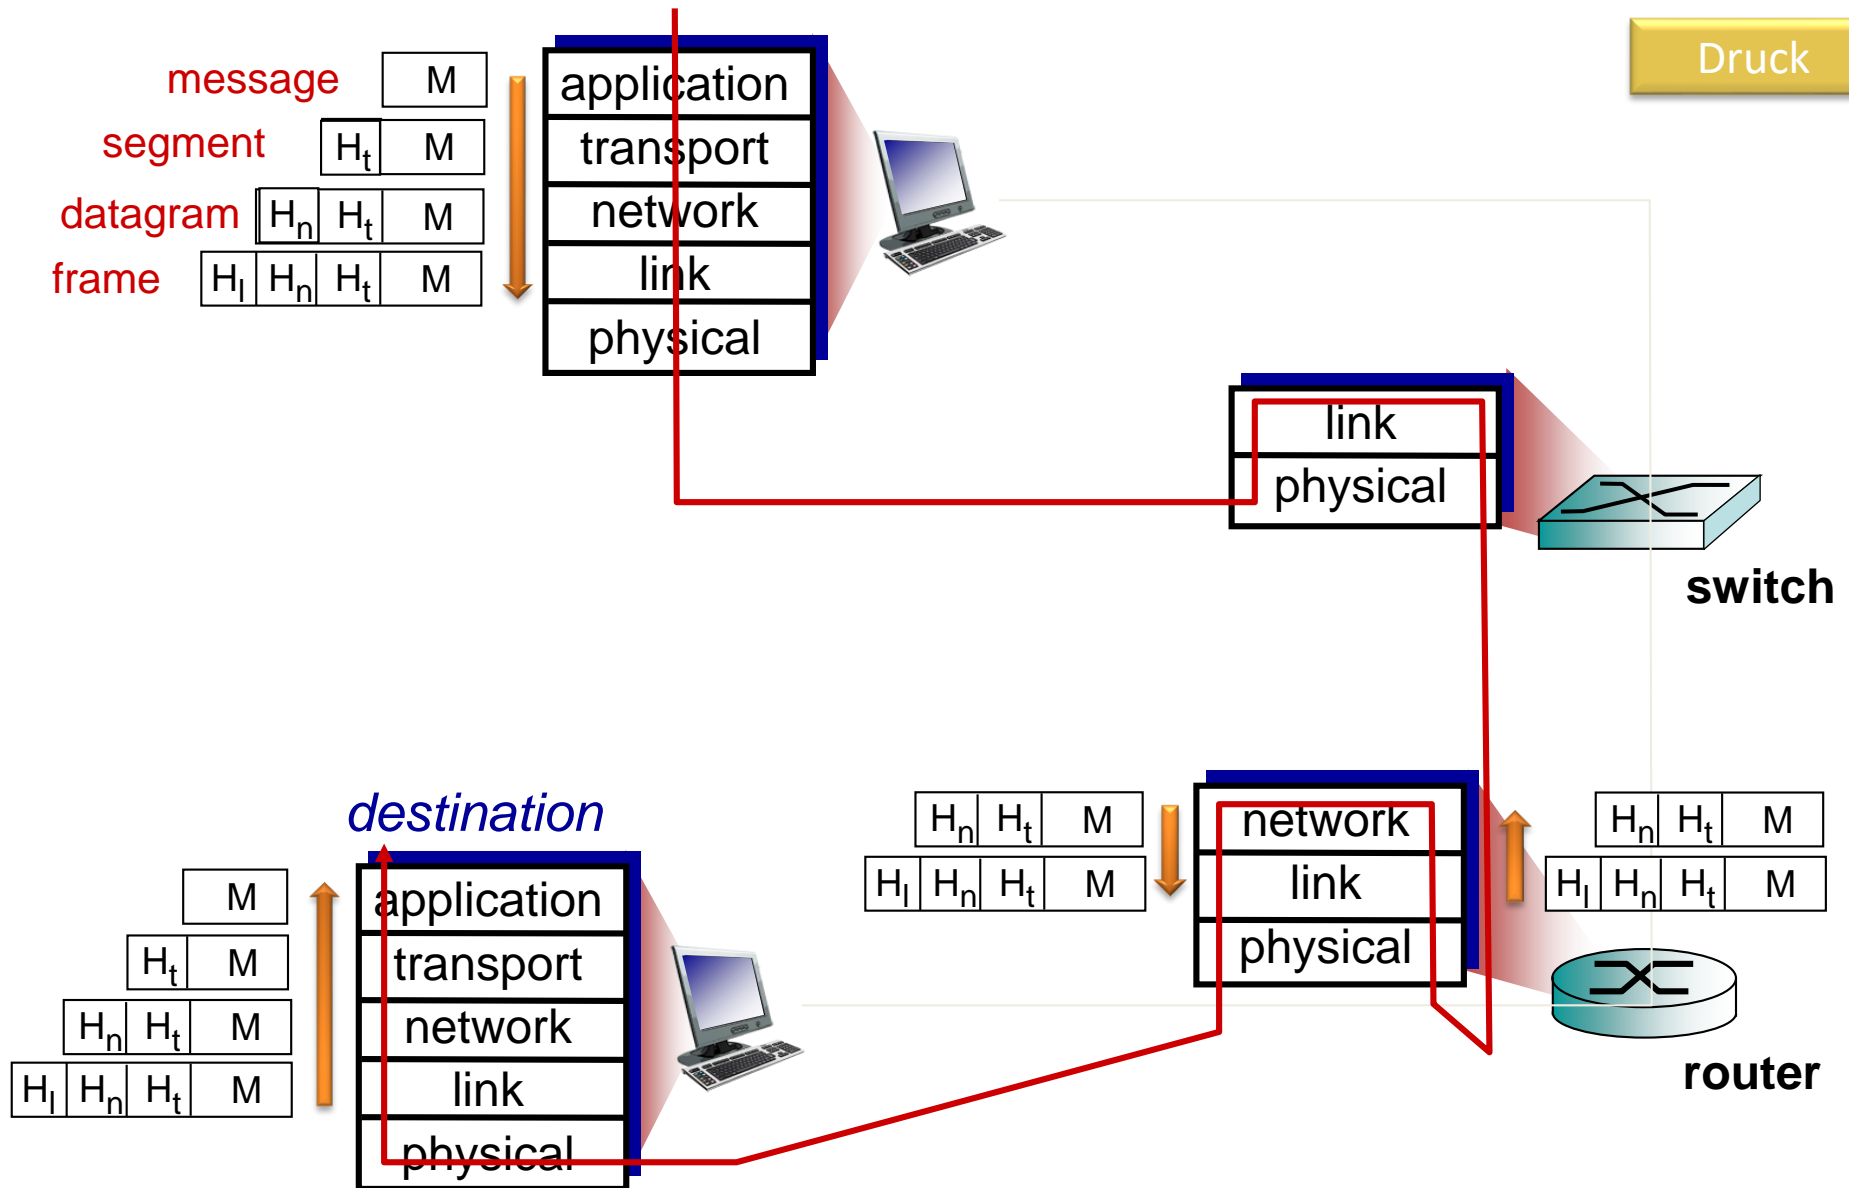 Druck
message M
segment Ht M
datagram Hn Ht M
frame Hl Hn Ht M
application
transport
network
link
physical
link
physical
switch
destination
M
Ht M
Hn Ht M
Hl Hn Ht M
application
transport
network
link
physical
Hn Ht M
Hl Hn Ht M
network
link
physical
Hn Ht M
Hl Hn Ht M
router